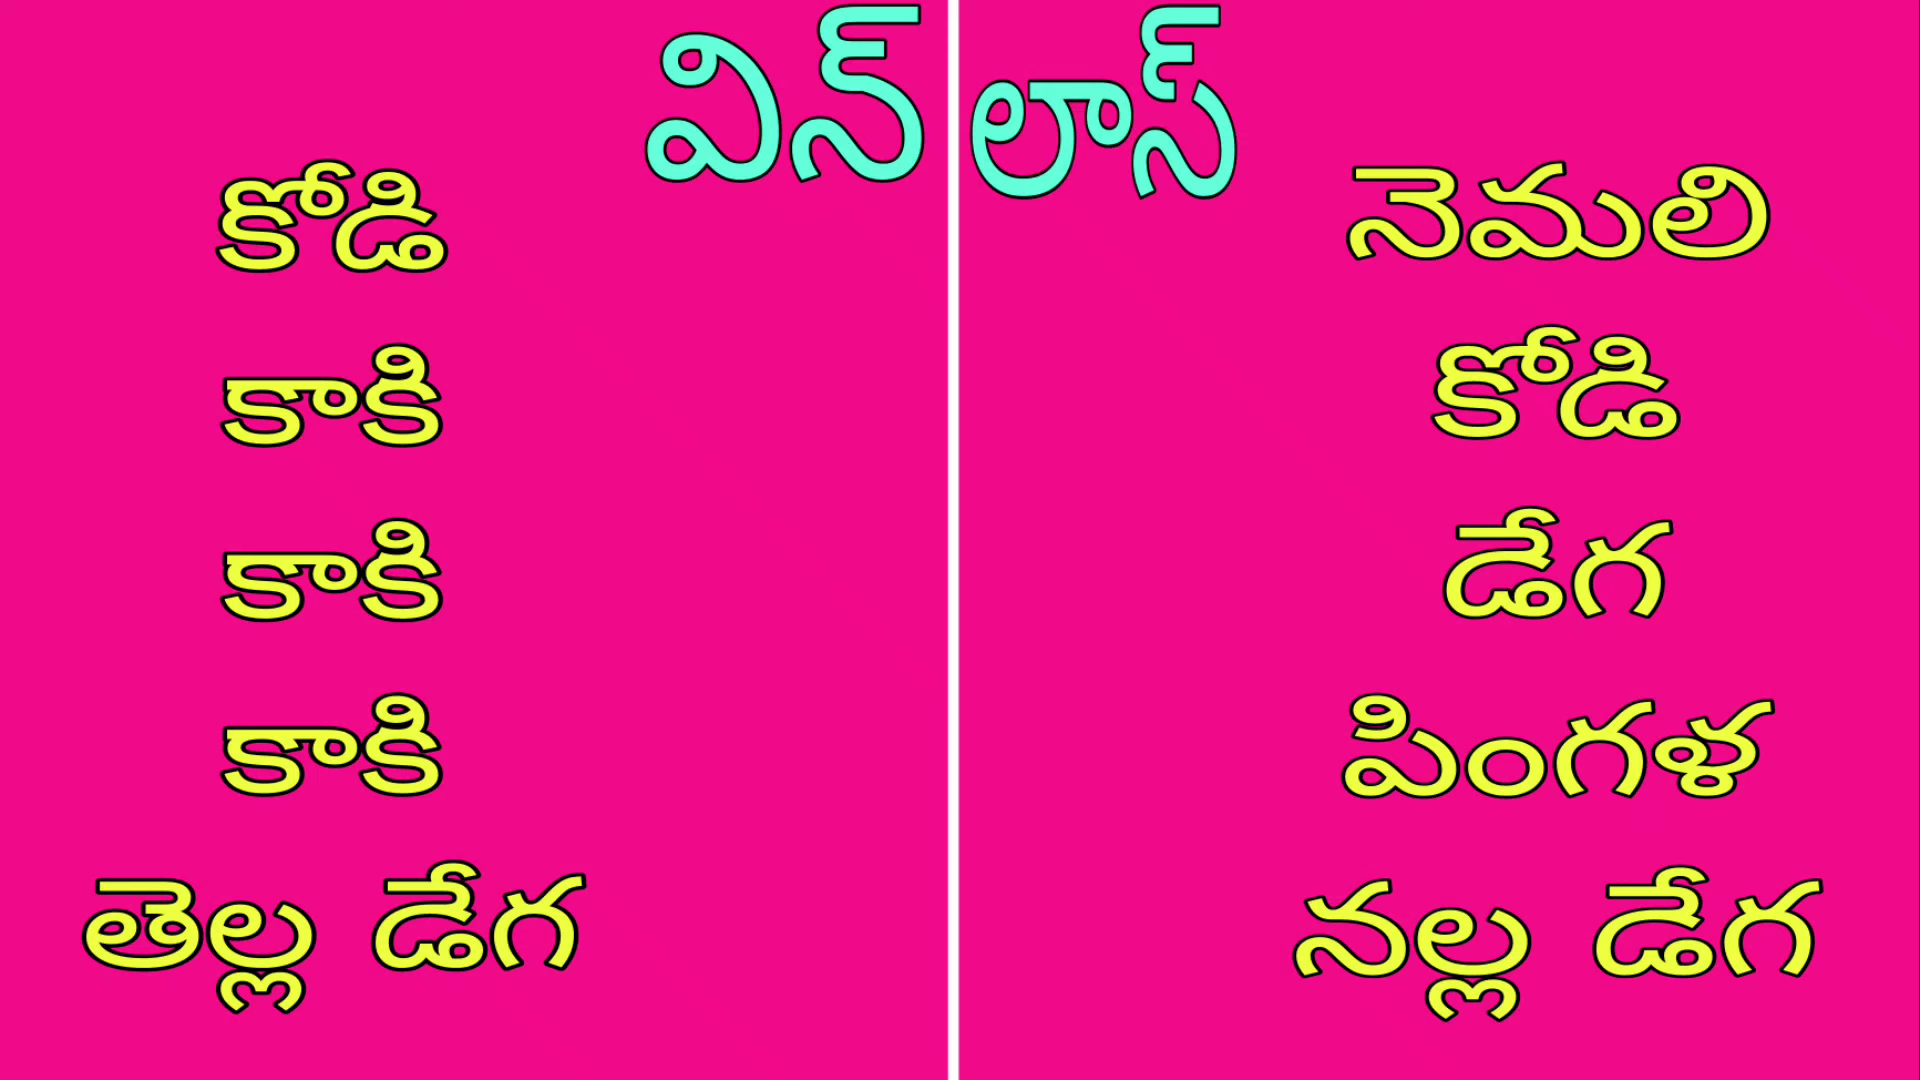 విన్ లాస్
కోడి నెమలి
కాకి కోడి
కాకి డేగ
కాకి పింగళ
తెల్ల డేగ నల్ల డేగ